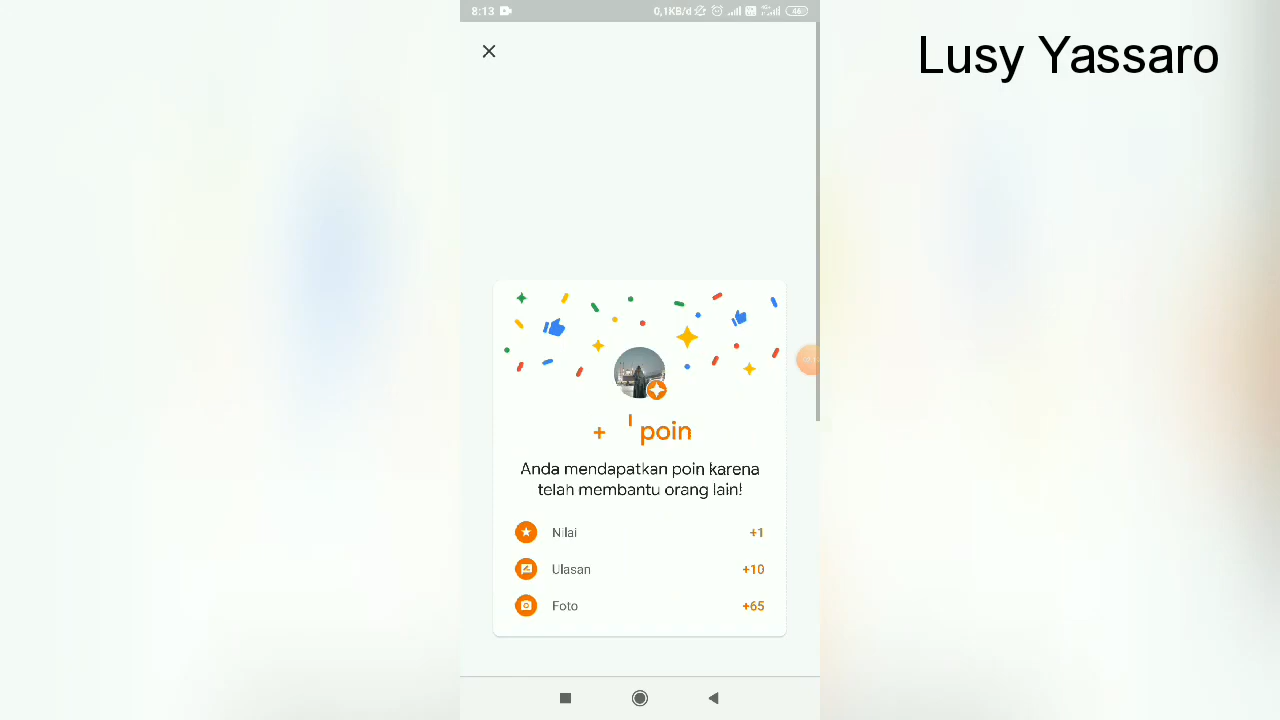 8:13 0,1KB/d 46
Lusy Yassaro
+ poin
Anda mendapatkan poin karena
telah membantu orang lain!
Nilai +1
Ulasan +10
Foto +65